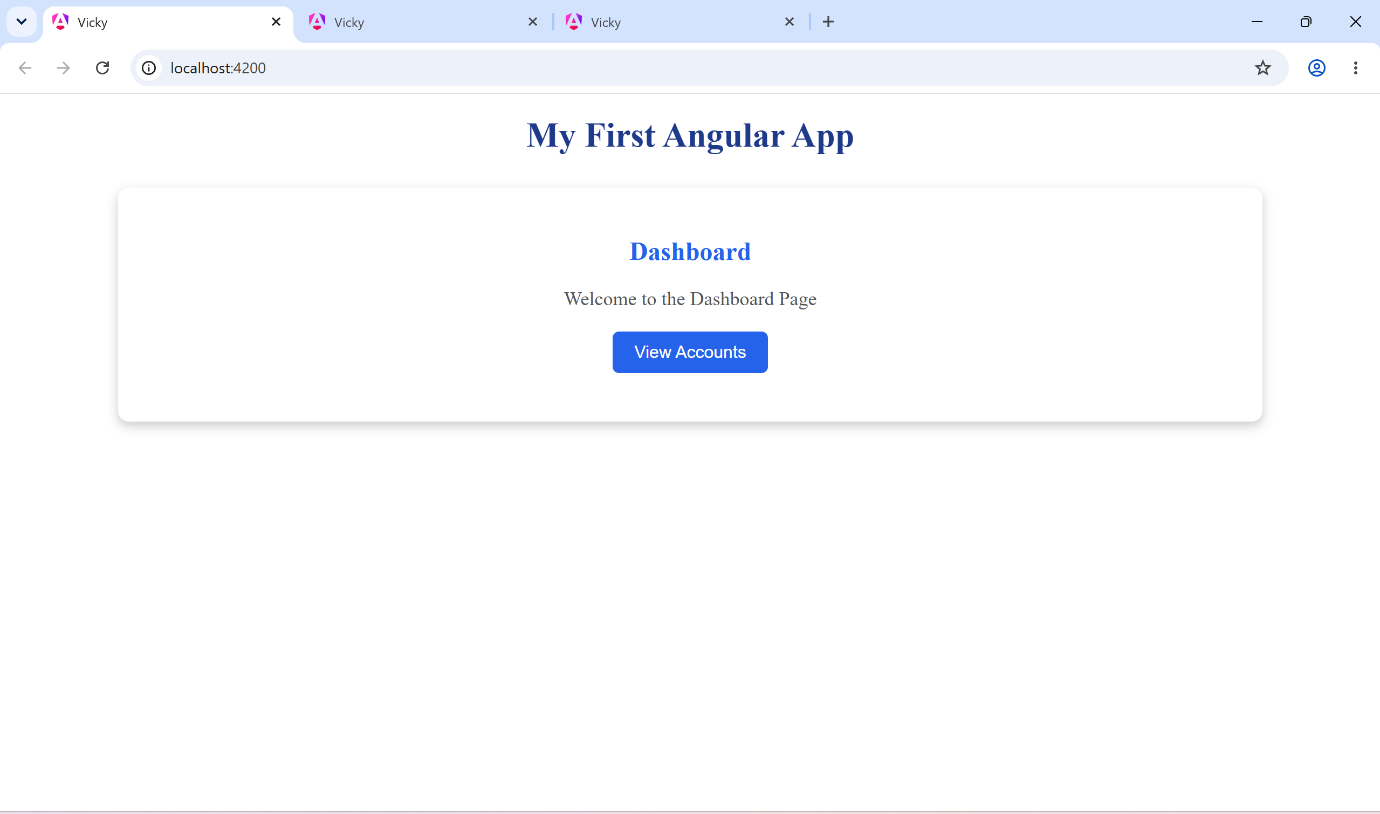 Vicky
Vicky
Vicky
localhost:4200
My First Angular App
Dashboard
Welcome to the Dashboard Page
View Accounts